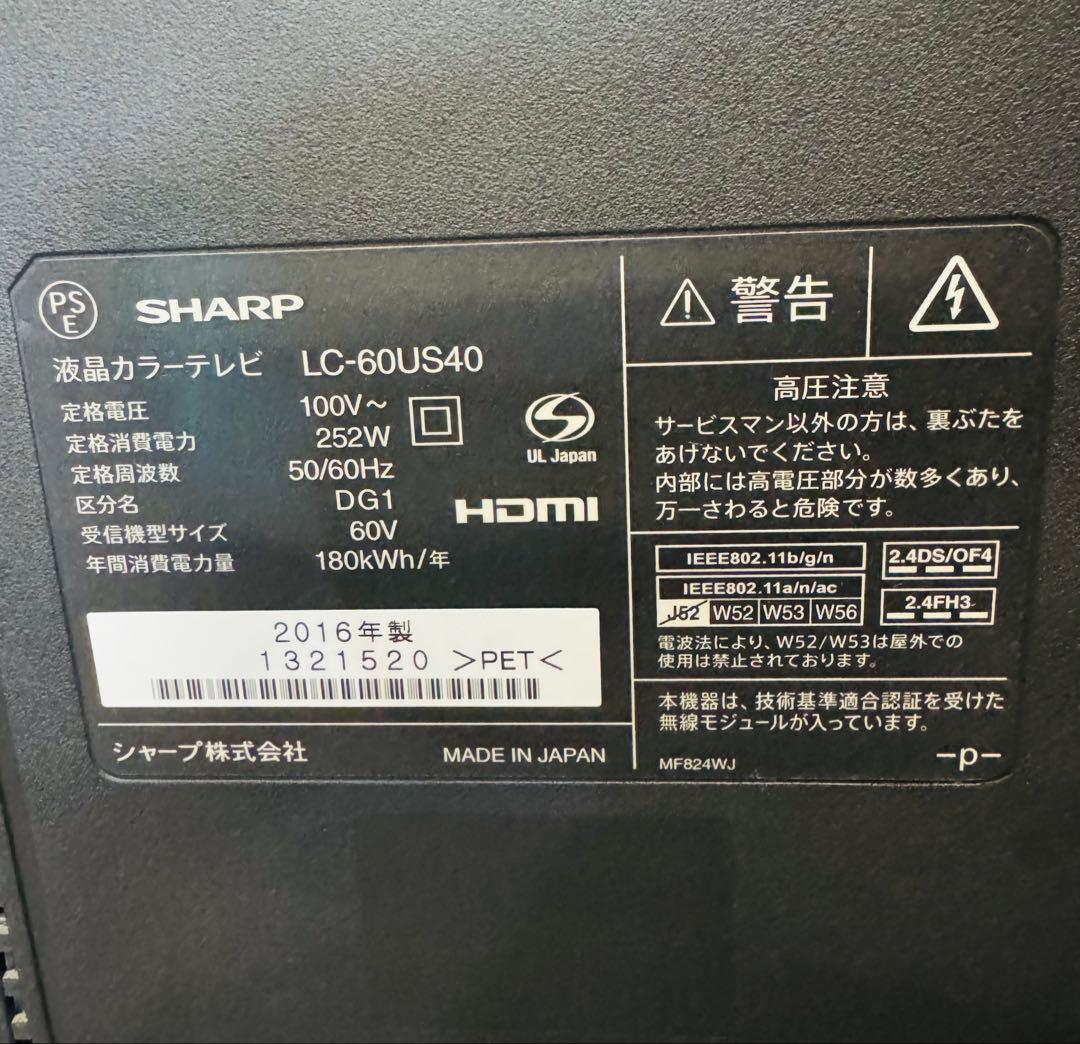 PS
E
SHARP
液晶カラーテレビ LC-60US40
定格電圧 100V～
定格消費電力 252W
定格周波数 50/60Hz
区分名 DG1
受信機型サイズ 60V
年間消費電力量 180kWh/年
UL Japan
HDMI
2016年製
1321520 >PET<
シャープ株式会社 MADE IN JAPAN
警告
高圧注意
サービスマン以外の方は、裏ぶたを
あけないでください。
内部には高電圧部分が数多くあり、
万一さわると危険です。
IEEE802.11b/g/n
IEEE802.11a/n/ac
J52 W52 W53 W56
2.4DS/OF4
2.4FH3
電波法により、W52/W53は屋外での
使用は禁止されております。
本機器は、技術基準適合認証を受けた
無線モジュールが入っています。
MF824WJ -p-